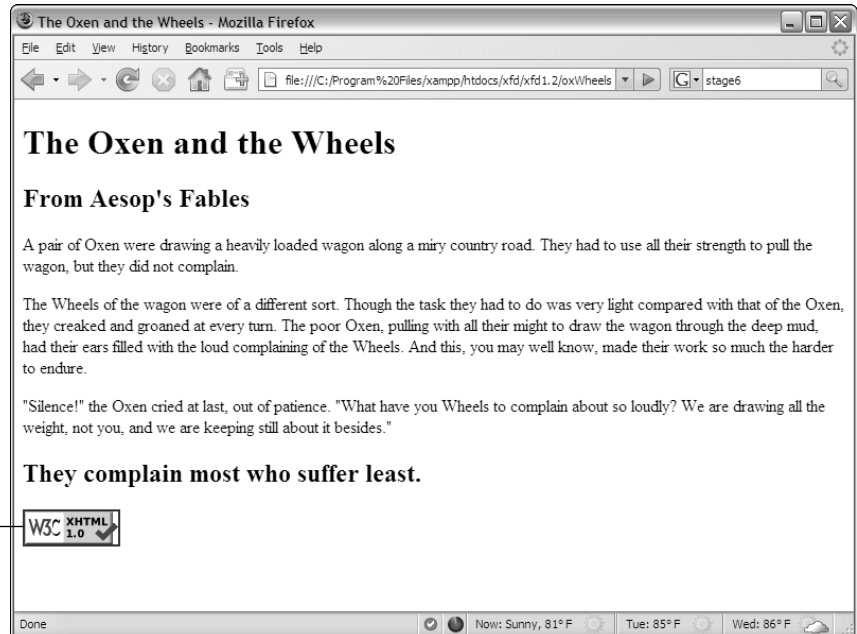 The Oxen and the Wheels - Mozilla Firefox
File Edit View History Bookmarks Tools Help
file:///C:/Program%20Files/xampp/htdocs/xfd/xfd1.2/oxWheels G stage6
The Oxen and the Wheels
From Aesop's Fables
A pair of Oxen were drawing a heavily loaded wagon along a miry country road. They had to use all their strength to pull the
wagon, but they did not complain.
The Wheels of the wagon were of a different sort. Though the task they had to do was very light compared with that of the Oxen,
they creaked and groaned at every turn. The poor Oxen, pulling with all their might to draw the wagon through the deep mud,
had their ears filled with the loud complaining of the Wheels. And this, you may well know, made their work so much the harder
to endure.
"Silence!" the Oxen cried at last, out of patience. "What have you Wheels to complain about so loudly? We are drawing all the
weight, not you, and we are keeping still about it besides."
They complain most who suffer least.
W3C XHTML
1.0
Done Now: Sunny, 81° F Tue: 85° F Wed: 86° F